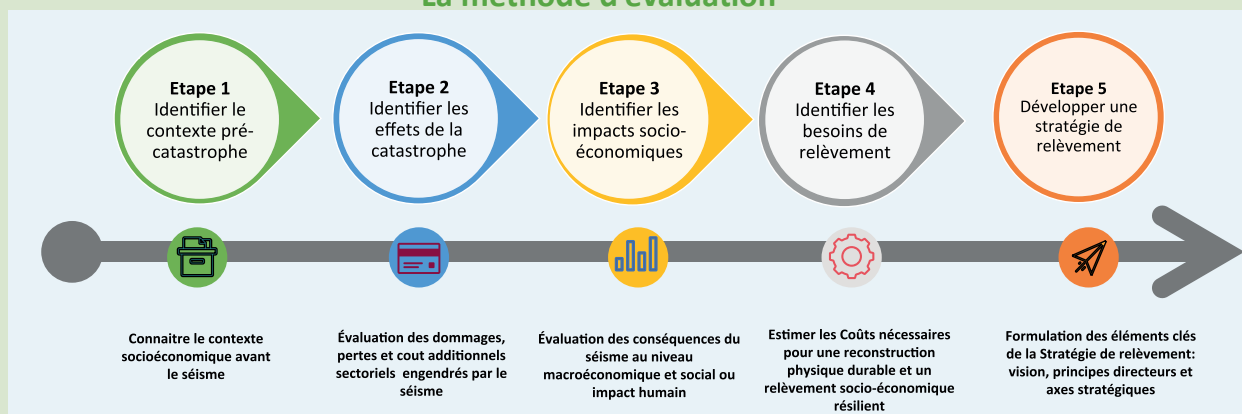 La méthode d'évaluation
Etape 1
Identifier le
contexte pré-
catastrophe
Etape 2
Identifier les
effets de la
catastrophe
Etape 3
Identifier les
impacts socio-
économiques
Etape 4
Identifier les
besoins de
relèvement
Etape 5
Développer une
stratégie de
relèvement
Connaitre le contexte
socioéconomique avant
le séisme
Évaluation des dommages,
pertes et cout additionnels
sectoriels engendrés par le
séisme
Évaluation des conséquences du
séisme au niveau
macroéconomique et social ou
impact humain
Estimer les Coûts nécessaires
pour une reconstruction
physique durable et un
relèvement socio-économique
résilient
Formulation des éléments clés
de la Stratégie de relèvement:
vision, principes directeurs et
axes stratégiques